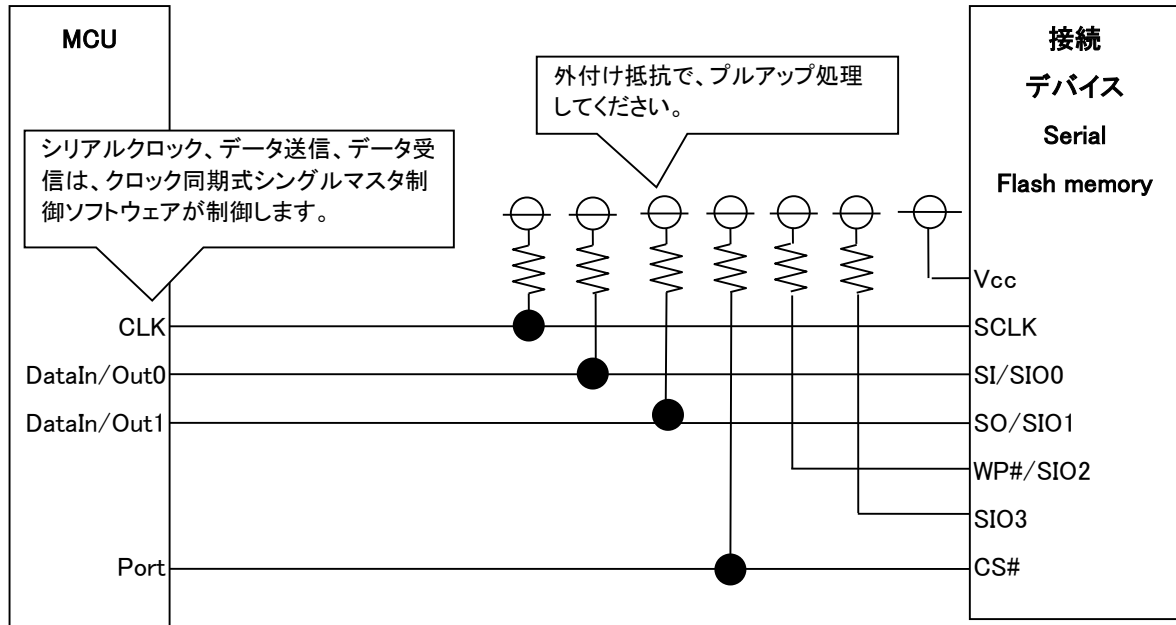 MCU
接続
デバイス
Serial
Flash memory
外付け抵抗で、プルアップ処理
してください。
シリアルクロック、データ送信、データ受
信は、クロック同期式シングルマスタ制
御ソフトウェアが制御します。
Vcc
CLK
SCLK
DataIn/Out0
SI/SIO0
DataIn/Out1
SO/SIO1
WP#/SIO2
SIO3
Port
CS#